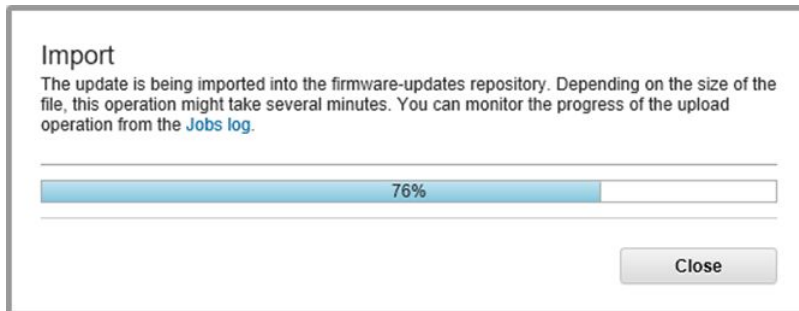 Import
The update is being imported into the firmware-updates repository. Depending on the size of the
file, this operation might take several minutes. You can monitor the progress of the upload
operation from the Jobs log.
76%
Close